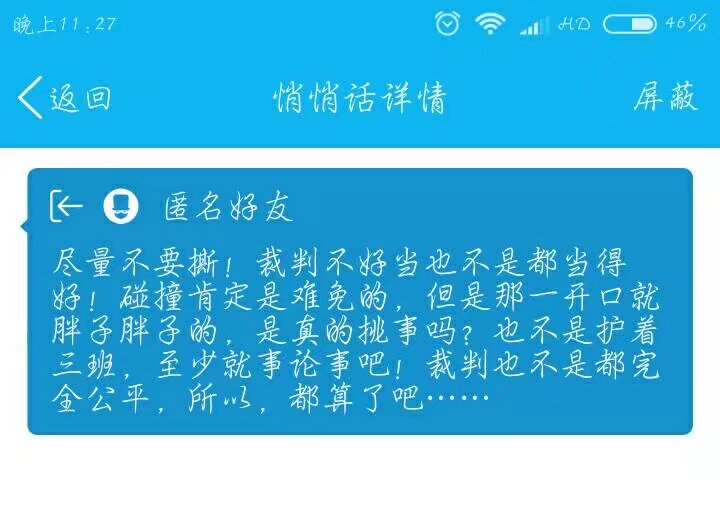 晚上11:27 HD 46%
返回 悄悄话详情 屏蔽
匿名好友
尽量不要撕！裁判不好当也不是都当得
好！碰撞肯定是难免的，但是那一开口就
胖子胖子的，是真的挑事吗？也不是护着
三班，至少就事论事吧！裁判也不是都完
全公平，所以，都算了吧……